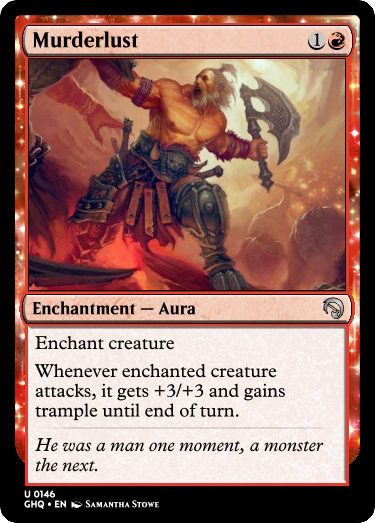 Murderlust 1
Enchantment — Aura
Enchant creature
Whenever enchanted creature
attacks, it gets +3/+3 and gains
trample until end of turn.
He was a man one moment, a monster
the next.
U 0146
GHQ • EN Samantha Stowe